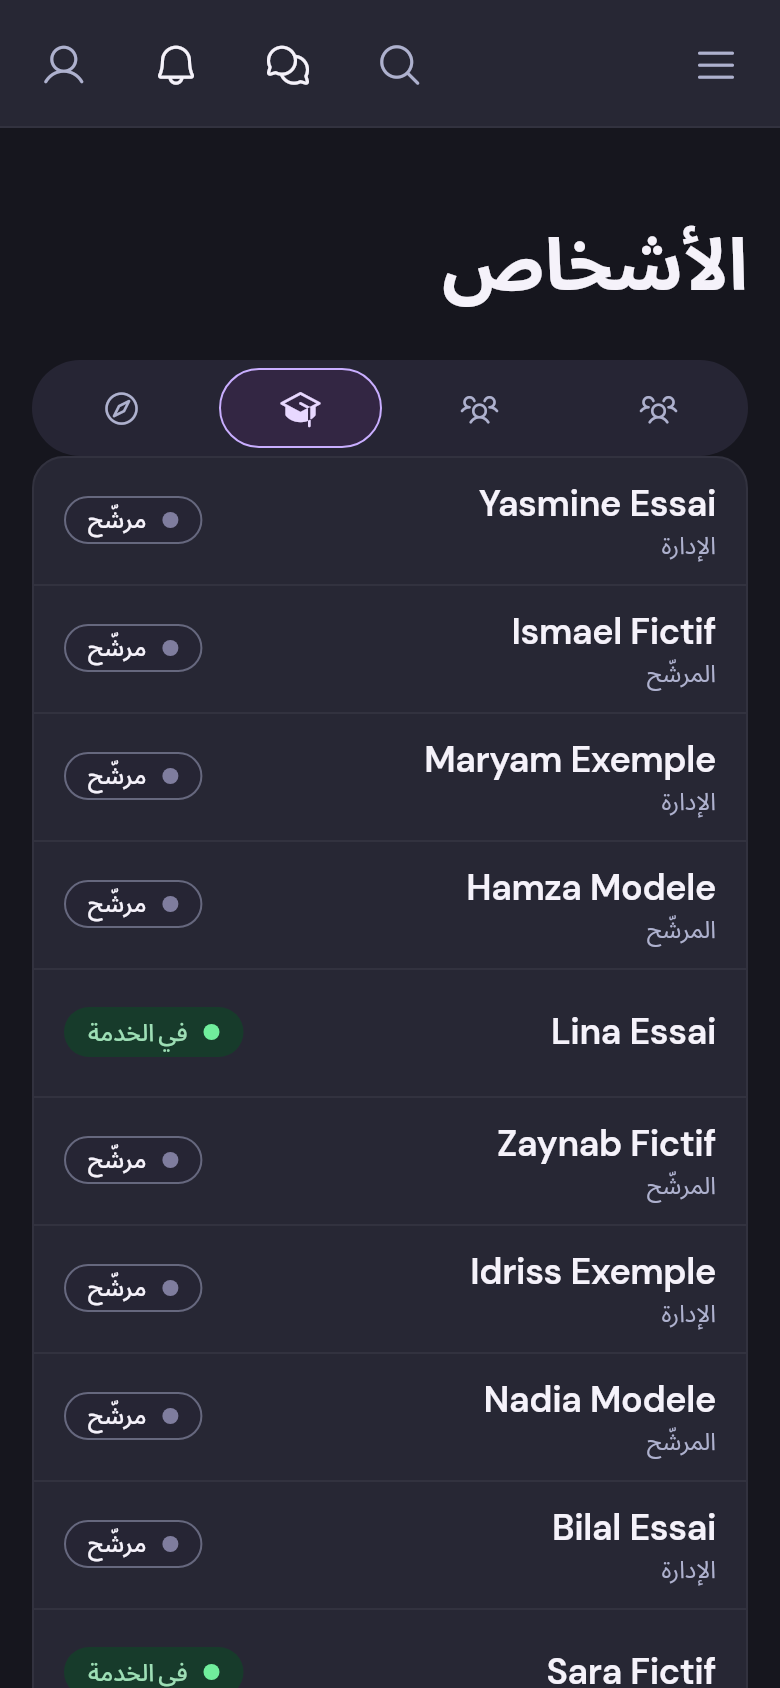 الأشخاص
Yasmine Essai
الإدارة
مرشّح
Ismael Fictif
المرشّح
مرشّح
Maryam Exemple
الإدارة
مرشّح
Hamza Modele
المرشّح
مرشّح
Lina Essai
في الخدمة
Zaynab Fictif
المرشّح
مرشّح
Idriss Exemple
الإدارة
مرشّح
Nadia Modele
المرشّح
مرشّح
Bilal Essai
الإدارة
مرشّح
Sara Fictif
في الخدمة